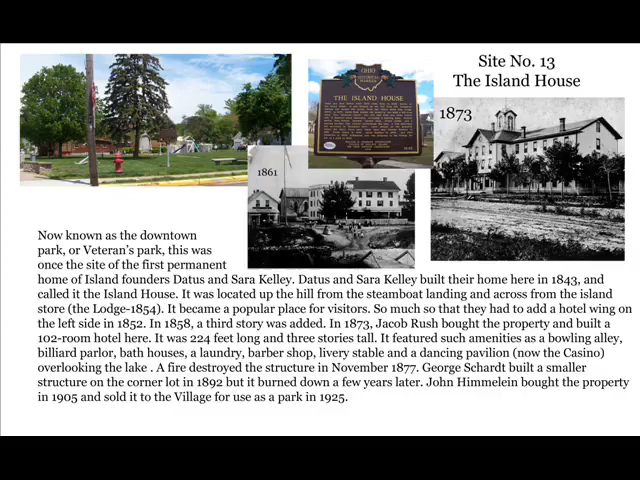 Site No. 13
The Island House
OHIO
THE ISLAND HOUSE
1873
1861
Now known as the downtown
park, or Veteran's park, this was
once the site of the first permanent
home of Island founders Datus and Sara Kelley. Datus and Sara Kelley built their home here in 1843, and
called it the Island House. It was located up the hill from the steamboat landing and across from the island
store (the Lodge-1854). It became a popular place for visitors. So much so that they had to add a hotel wing on
the left side in 1852. In 1858, a third story was added. In 1873, Jacob Rush bought the property and built a
102-room hotel here. It was 224 feet long and three stories tall. It featured such amenities as a bowling alley,
billiard parlor, bath houses, a laundry, barber shop, livery stable and a dancing pavilion (now the Casino)
overlooking the lake . A fire destroyed the structure in November 1877. George Schardt built a smaller
structure on the corner lot in 1892 but it burned down a few years later. John Himmelein bought the property
in 1905 and sold it to the Village for use as a park in 1925.